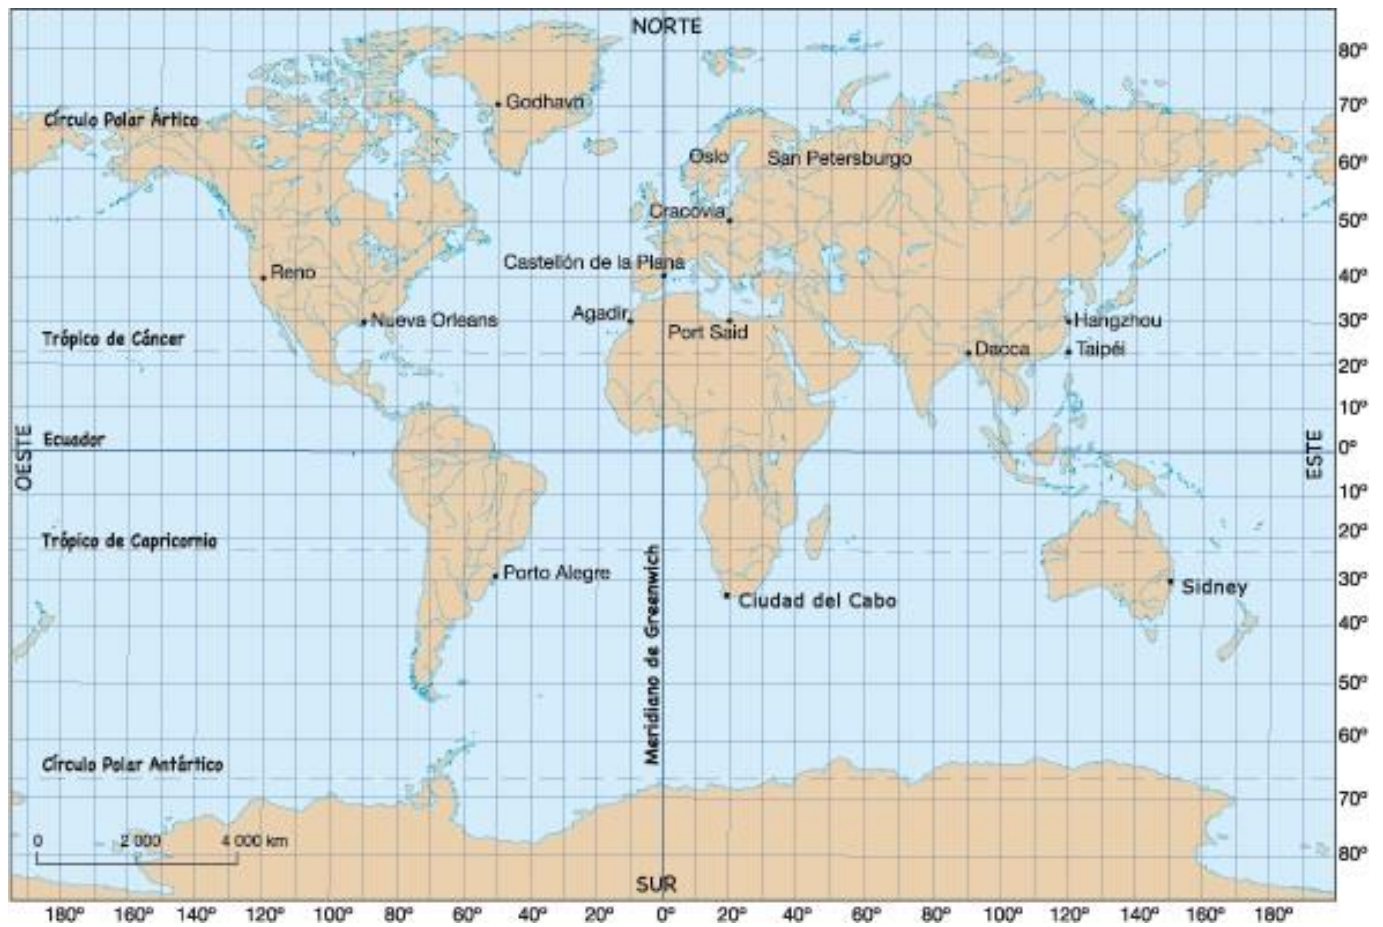 NORTE
80º
Godhavn
70º
Círculo Polar Ártico
Oslo
San Petersburgo
60º
Cracovia
50º
Castellón de la Plana
Reno
40º
Agadir
Nueva Orleans
Port Said
Hangzhou
30º
Trópico de Cáncer
Dacca
Taipéi
20º
10º
Ecuador
0º
OESTE
ESTE
10º
Trópico de Capricornio
20º
Porto Alegre
30º
Sidney
Ciudad del Cabo
40º
Meridiano de Greenwich
50º
60º
Círculo Polar Antártico
70º
0 2 000 4 000 km
80º
SUR
180º 160º 140º 120º 100º 80º 60º 40º 20º 0º 20º 40º 60º 80º 100º 120º 140º 160º 180º